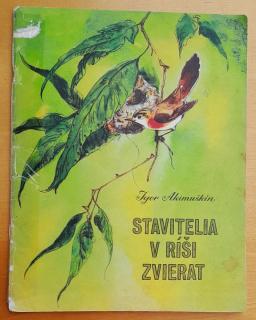 Igor Akimuškin
STAVITELIA
V RÍŠI
ZVIERAT